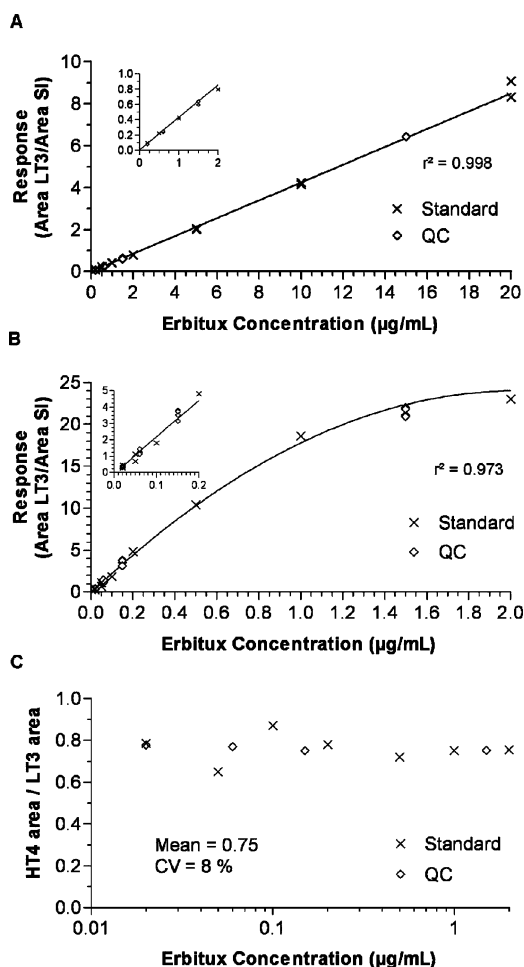 A
Response
(Area LT3/Area SI)
10
8
6
4
2
0
1.0
0.8
0.6
0.4
0.2
0.0
0
1
2
r² = 0.998
Standard
QC
0 2 4 6 8 10 12 14 16 18 20
Erbitux Concentration (µg/mL)
B
Response
(Area LT3/Area SI)
25
20
15
10
5
0
5
4
3
2
1
0
0.0
0.1
0.2
r² = 0.973
Standard
QC
0.0 0.2 0.4 0.6 0.8 1.0 1.2 1.4 1.6 1.8 2.0
Erbitux Concentration (µg/mL)
C
HT4 area / LT3 area
1.0
0.8
0.6
0.4
0.2
0.0
Mean = 0.75
CV = 8 %
Standard
QC
0.01 0.1 1
Erbitux Concentration (µg/mL)